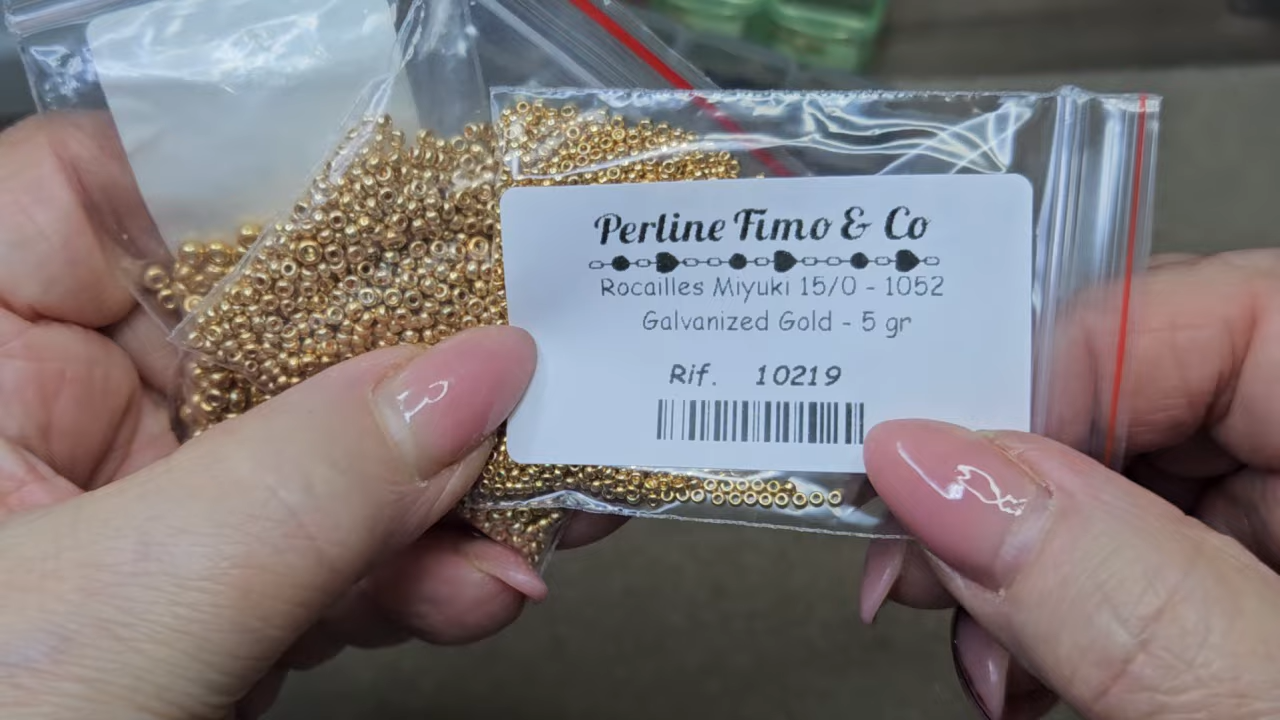 Perline Fimo & Co
Rocailles Miyuki 15/0 - 1052
Galvanized Gold - 5 gr
Rif. 10219